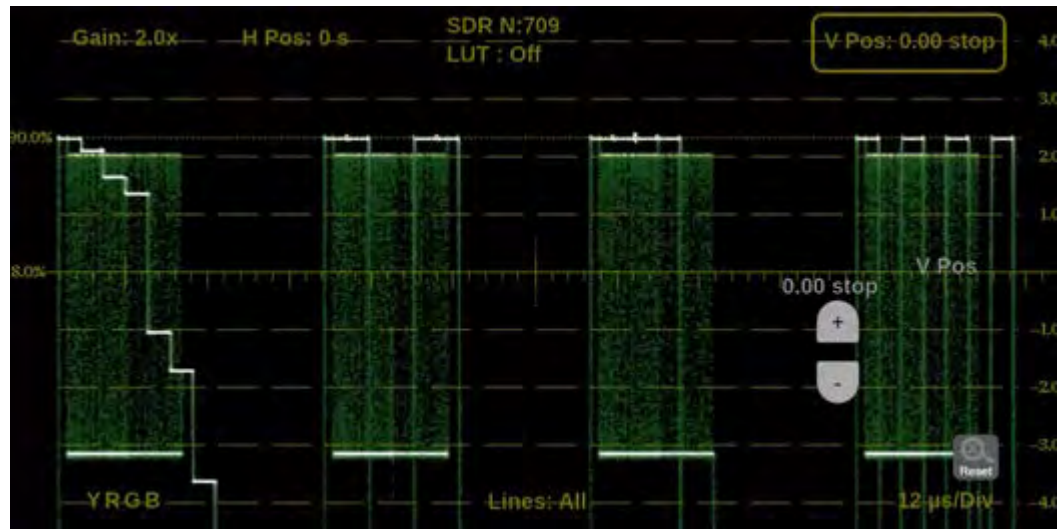 Gain: 2.0x H Pos: 0 s SDR N:709 V Pos: 0.00 stop
LUT : Off
4.0
3.0
90.0%
2.0
1.0
8.0% V Pos
0.00 stop
+
-1.0
-
-2.0
-3.0
Reset
YRGB Lines: All 12 µs/Div
-4.0